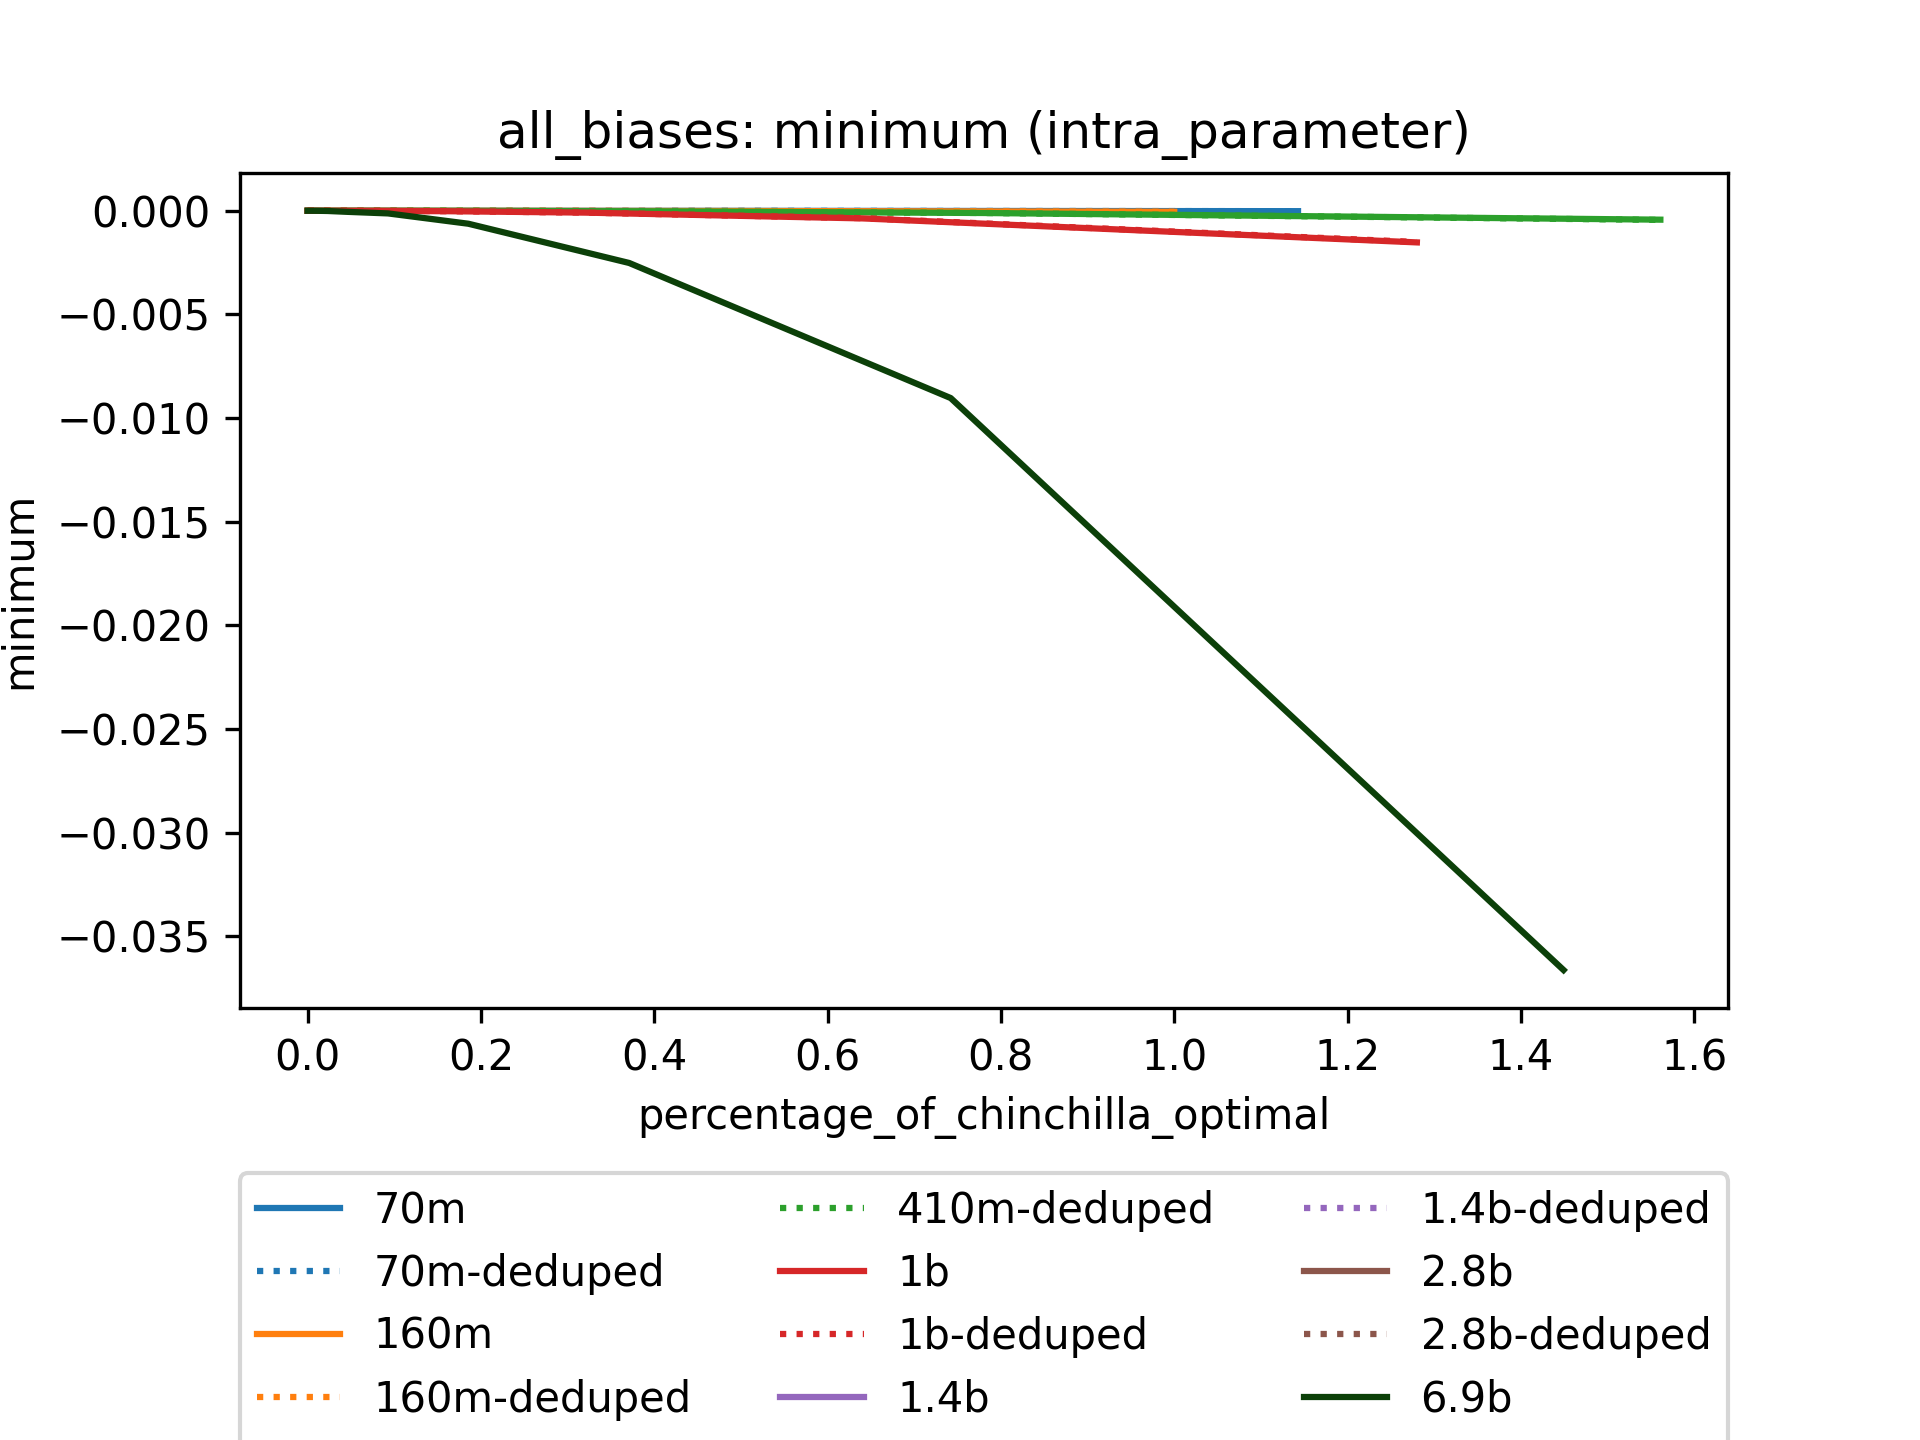 all_biases: minimum (intra_parameter)
0.000
−0.005
−0.010
−0.015
−0.020
−0.025
−0.030
−0.035
minimum
0.0 0.2 0.4 0.6 0.8 1.0 1.2 1.4 1.6
percentage_of_chinchilla_optimal
70m
70m-deduped
160m
160m-deduped
410m-deduped
1b
1b-deduped
1.4b
1.4b-deduped
2.8b
2.8b-deduped
6.9b